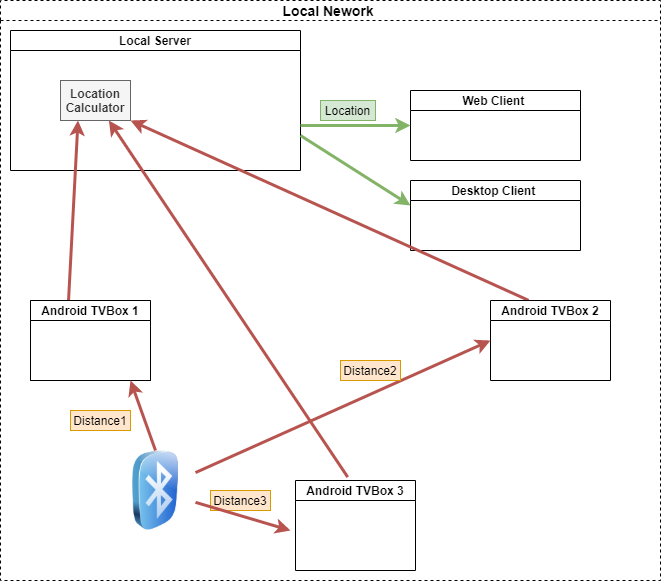 Local Nework
Local Server
Location
Calculator
Location
Web Client
Desktop Client
Android TVBox 1
Android TVBox 2
Distance2
Distance1
Android TVBox 3
Distance3